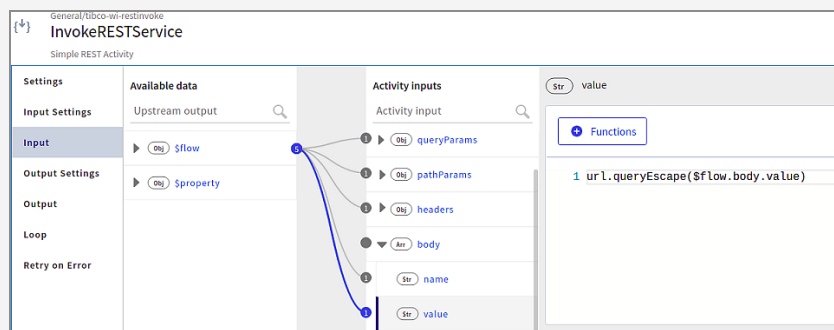 General/tibco-wi-restinvoke
InvokeRESTService
Simple REST Activity
Settings
Input Settings
Input
Output Settings
Output
Loop
Retry on Error
Available data
Upstream output
Obj $flow
5
Obj $property
Activity inputs
Activity input
1 Obj queryParams
1 Obj pathParams
1 Obj headers
Arr body
1 Str name
1 Str value
Str value
Functions
1 url.queryEscape($flow.body.value)